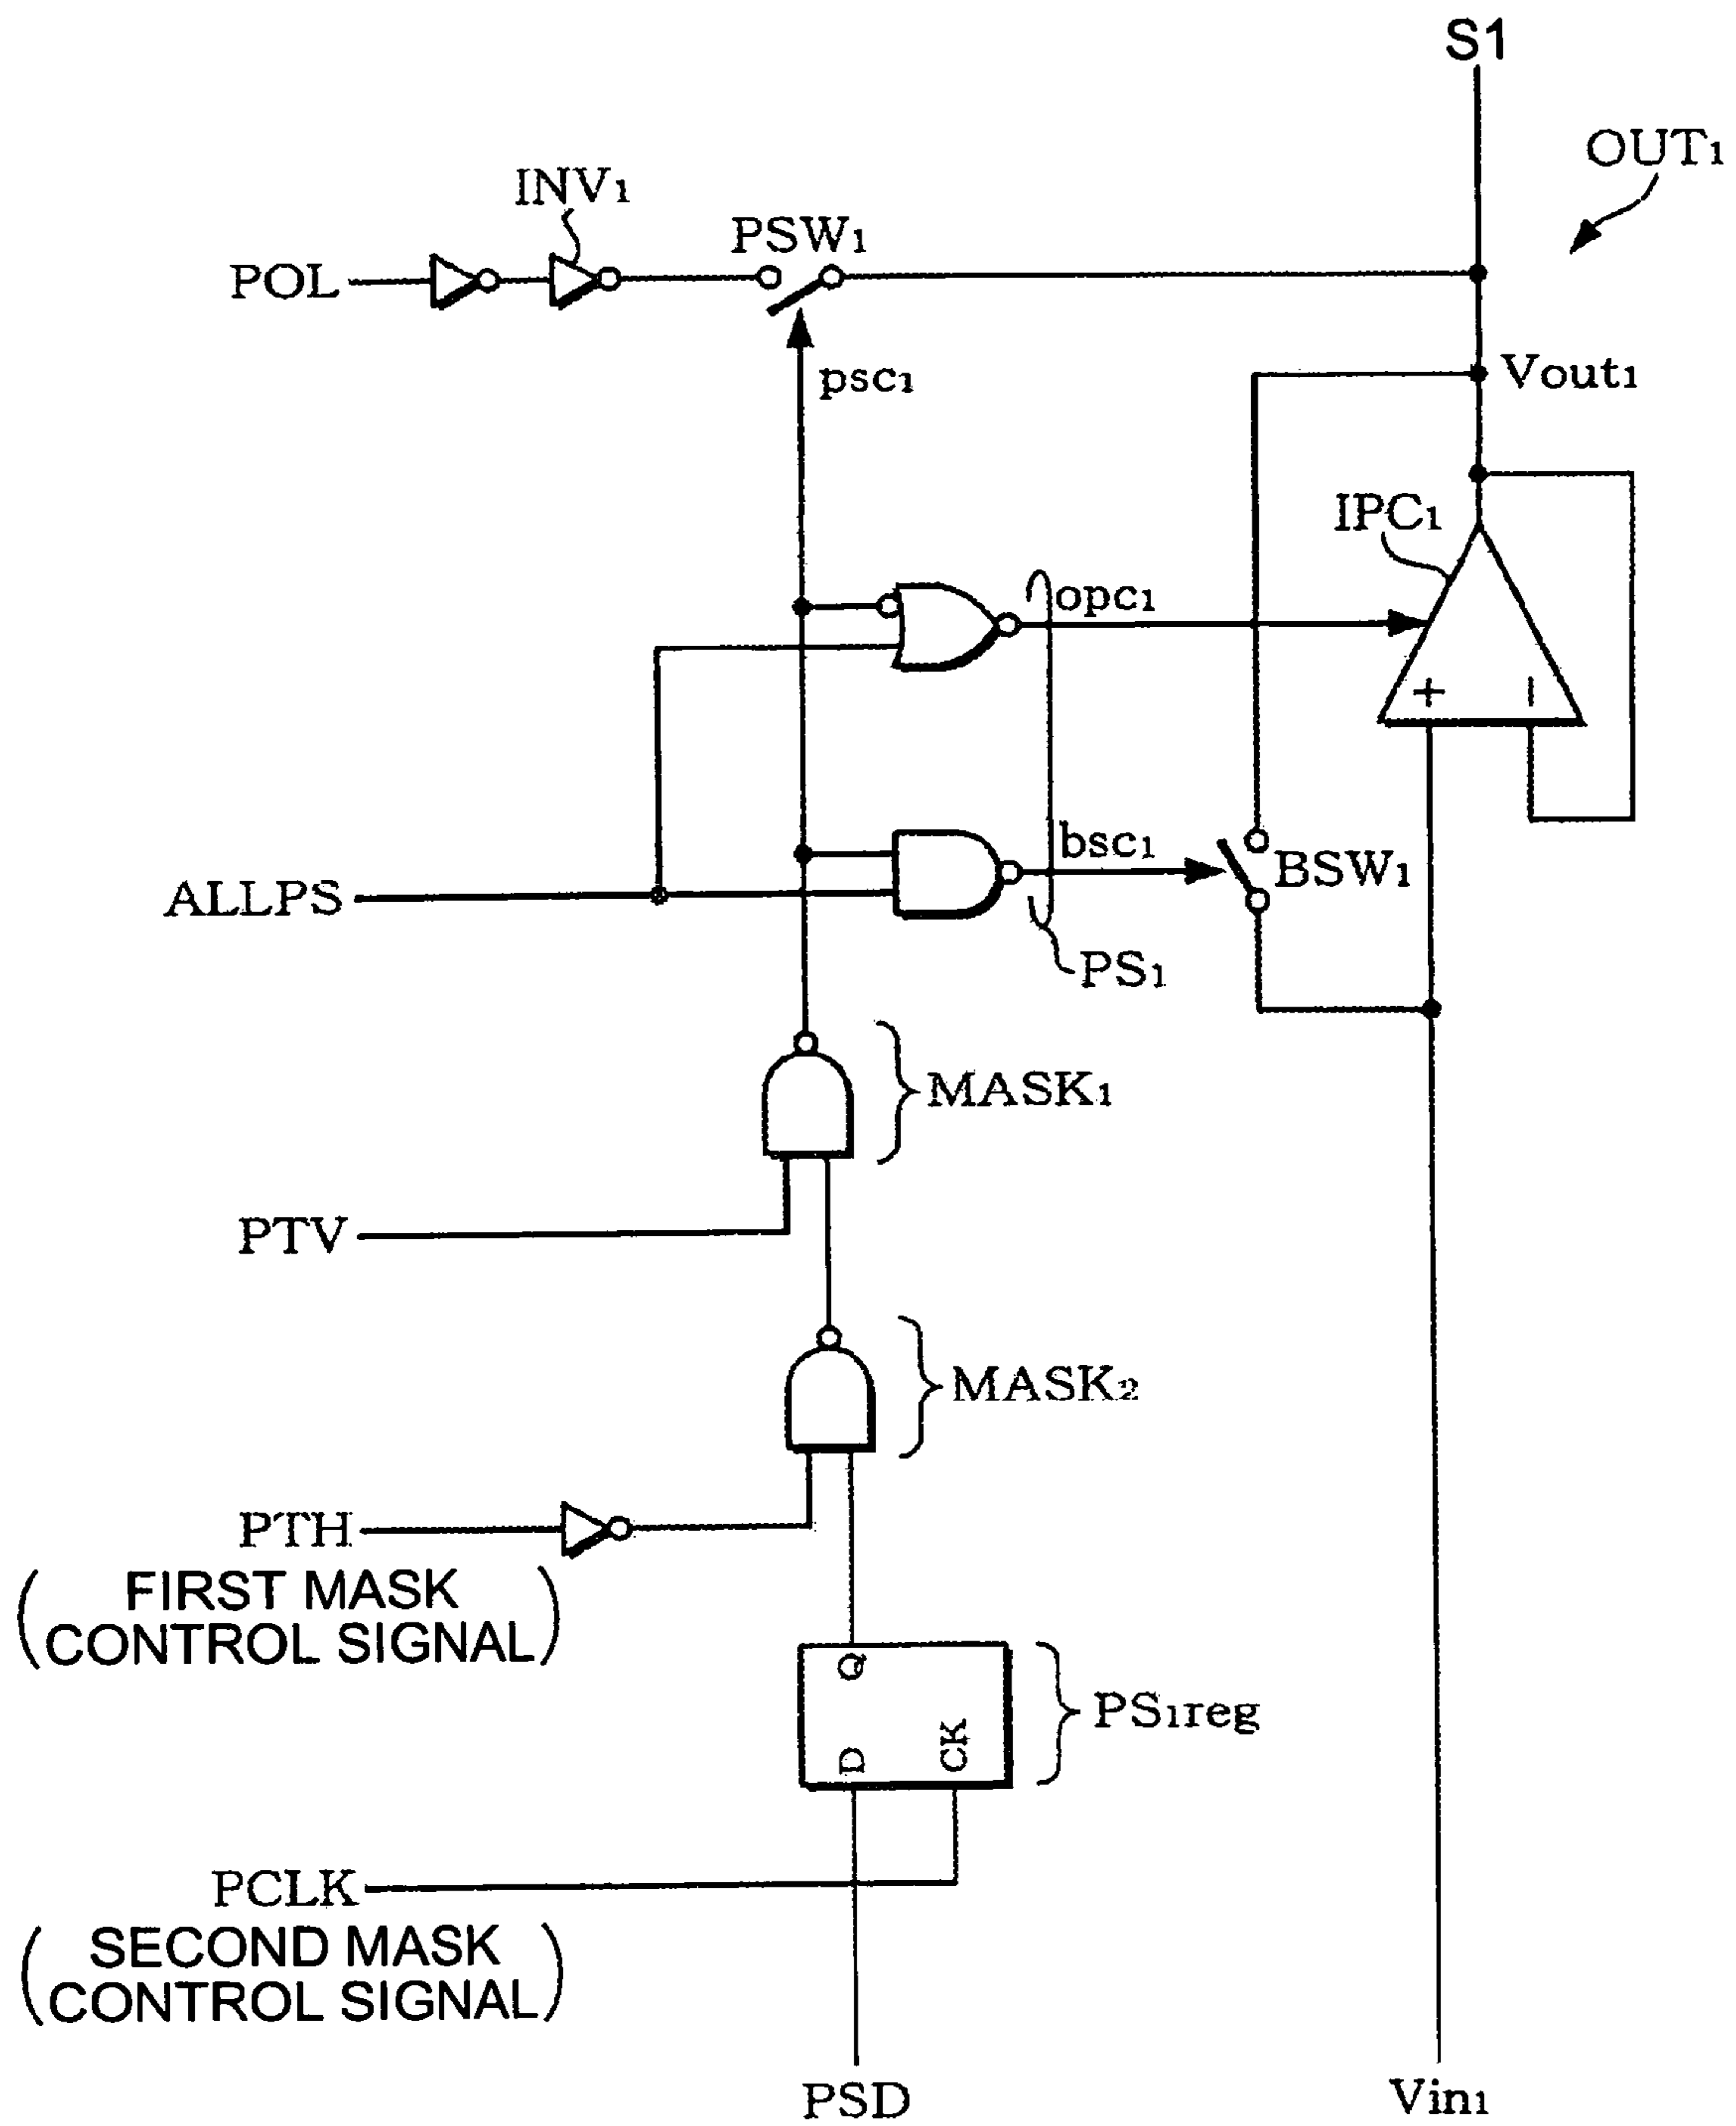 S1
OUT₁
INV₁
PSW₁
POL
psc₁
Vout₁
IPC₁
opc₁
+
−
bsc₁
BSW₁
ALLPS
PS₁
MASK₁
PTV
MASK₂
PTH
(FIRST MASK
CONTROL SIGNAL)
Q
PS₁reg
D
CK
PCLK
(SECOND MASK
CONTROL SIGNAL)
PSD
Vin₁